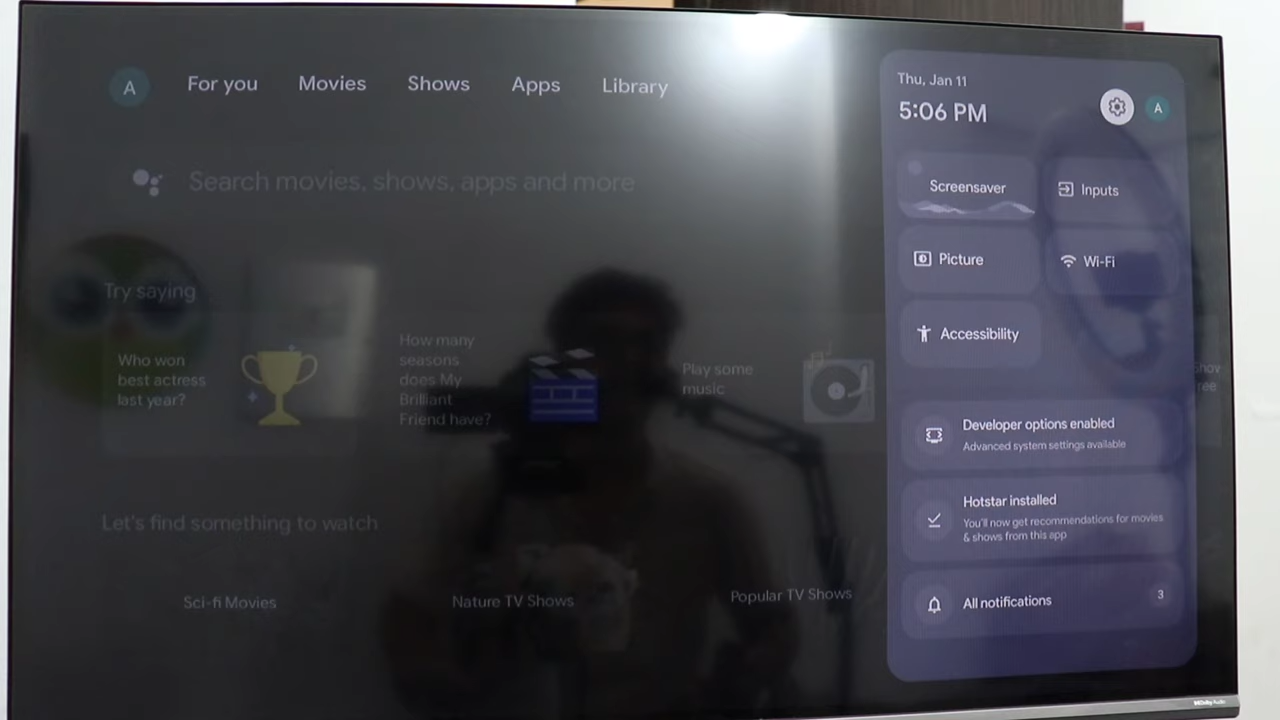 A
For you
Movies
Shows
Apps
Library
Search movies, shows, apps and more
Try saying
Who won
best actress
last year?
How many
seasons
does My
Brilliant
Friend have?
Play some
music
Let's find something to watch
Sci-fi Movies
Nature TV Shows
Popular TV Shows
Thu, Jan 11
5:06 PM
A
Screensaver
Inputs
Picture
Wi-Fi
Accessibility
Developer options enabled
Advanced system settings available
Hotstar installed
You'll now get recommendations for movies
& shows from this app
All notifications
3
Dolby Audio